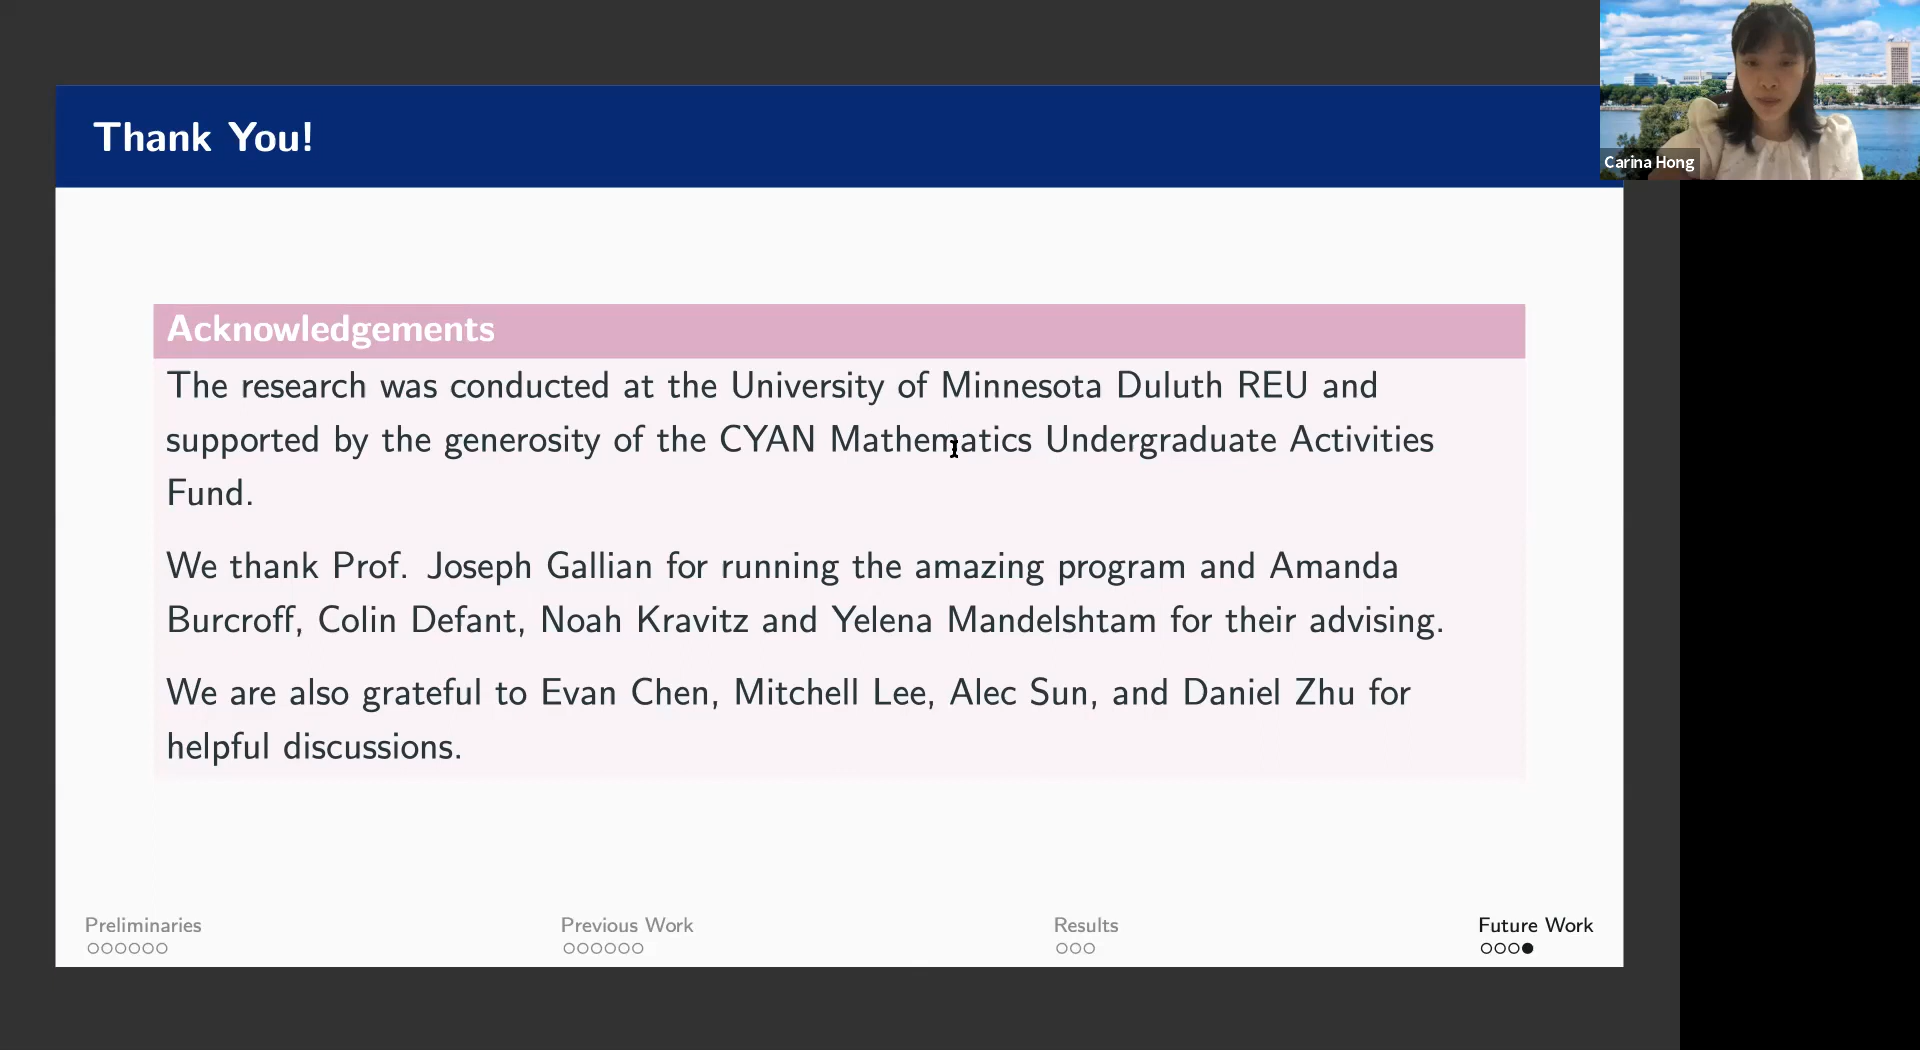 Thank You!
Carina Hong
Acknowledgements
The research was conducted at the University of Minnesota Duluth REU and
supported by the generosity of the CYAN Mathematics Undergraduate Activities
Fund.
We thank Prof. Joseph Gallian for running the amazing program and Amanda
Burcroff, Colin Defant, Noah Kravitz and Yelena Mandelshtam for their advising.
We are also grateful to Evan Chen, Mitchell Lee, Alec Sun, and Daniel Zhu for
helpful discussions.
Preliminaries
Previous Work
Results
Future Work